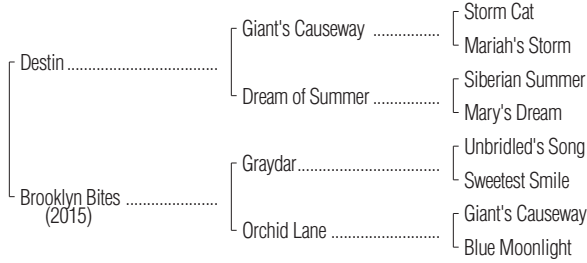 Storm Cat
Giant's Causeway ................
Mariah's Storm
Destin ....................................
Siberian Summer
Dream of Summer ................
Mary's Dream
Unbridled's Song
Graydar...................................
Sweetest Smile
Brooklyn Bites ......................
(2015)
Giant's Causeway
Orchid Lane ..........................
Blue Moonlight